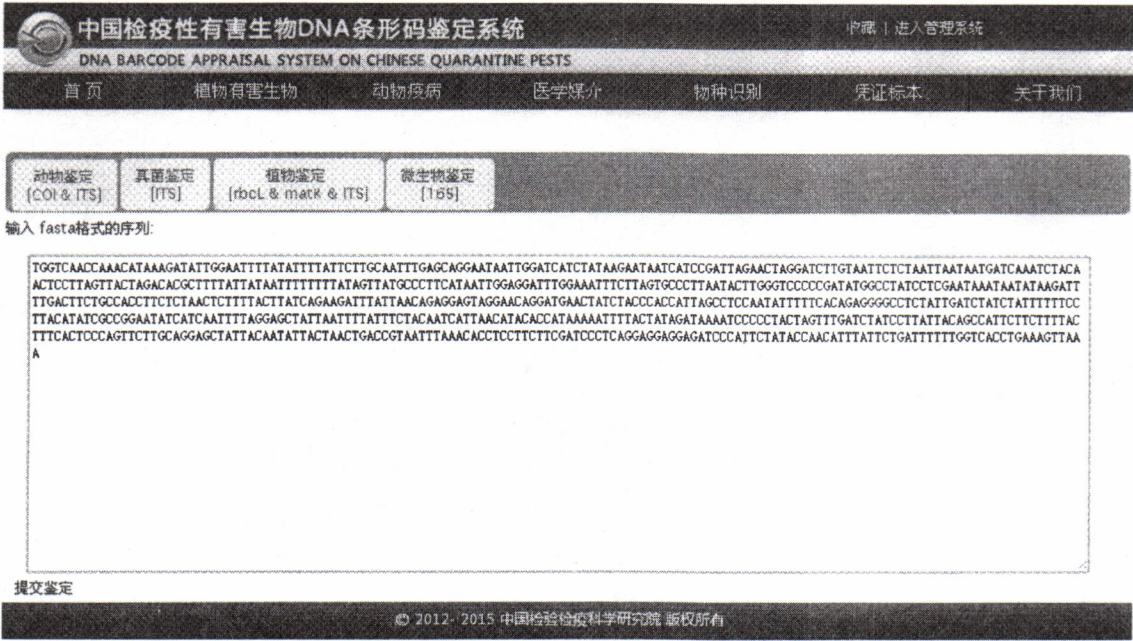 中国检疫性有害生物DNA条形码鉴定系统
收藏 | 进入管理系统
DNA BARCODE APPRAISAL SYSTEM ON CHINESE QUARANTINE PESTS
首 页 植物有害生物 动物疫病 医学媒介 物种识别 凭证标本 关于我们
动物鉴定 真菌鉴定 植物鉴定 微生物鉴定
[COI & ITS] [ITS] [rbcL & matK & ITS] [16S]
输入 fasta格式的序列:
TGGTCAACCAAACATAAAGATATTGGAATTTTATATTTTATTCTTGCAATTTGAGCAGGAATAATTGGATCATCTATAAGAATAATCATCCGATTAGAACTAGGATCTTGTAATTCTCTAATTAATAATGATCAAATCTACA
ACTCCTTAGTTACTAGACACGCTTTTATTATAATTTTTTTTATAGTTATGCCCTTCATAATTGGAGGATTTGGAAATTTCTTAGTGCCCTTAATACTTGGGTCCCCCGATATGGCCTATCCTCGAATAAATAATATAAGATT
TTGACTTCTGCCACCTTCTCTAACTCTTTTACTTATCAGAAGATTTATTAACAGAGGAGTAGGAACAGGATGAACTATCTACCCACCATTAGCCTCCAATATTTTTCACAGAGGGGCCTCTATTGATCTATCTATTTTTTCC
TTACATATCGCCGGAATATCATCAATTTTAGGAGCTATTAATTTTATTTCTACAATCATTAACATACACCATAAAAATTTTACTATAGATAAAATCCCCCTACTAGTTTGATCTATCCTTATTACAGCCATTCTTCTTTTAC
TTTCACTCCCAGTTCTTGCAGGAGCTATTACAATATTACTAACTGACCGTAATTTAAACACCTCCTTCTTCGATCCCTCAGGAGGAGGAGATCCCATTCTATACCAACATTTATTCTGATTTTTTGGTCACCTGAAAGTTAA
A
提交鉴定
© 2012- 2015 中国检验检疫科学研究院 版权所有